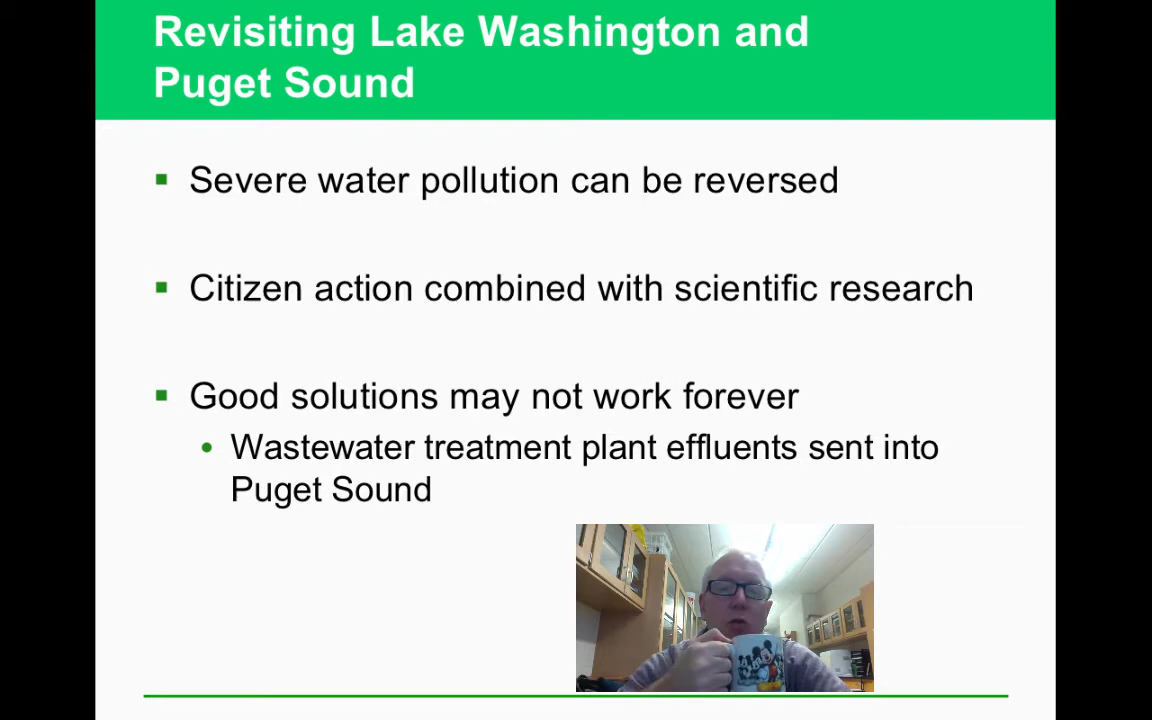 Revisiting Lake Washington and
Puget Sound
Severe water pollution can be reversed
Citizen action combined with scientific research
Good solutions may not work forever
Wastewater treatment plant effluents sent into
Puget Sound